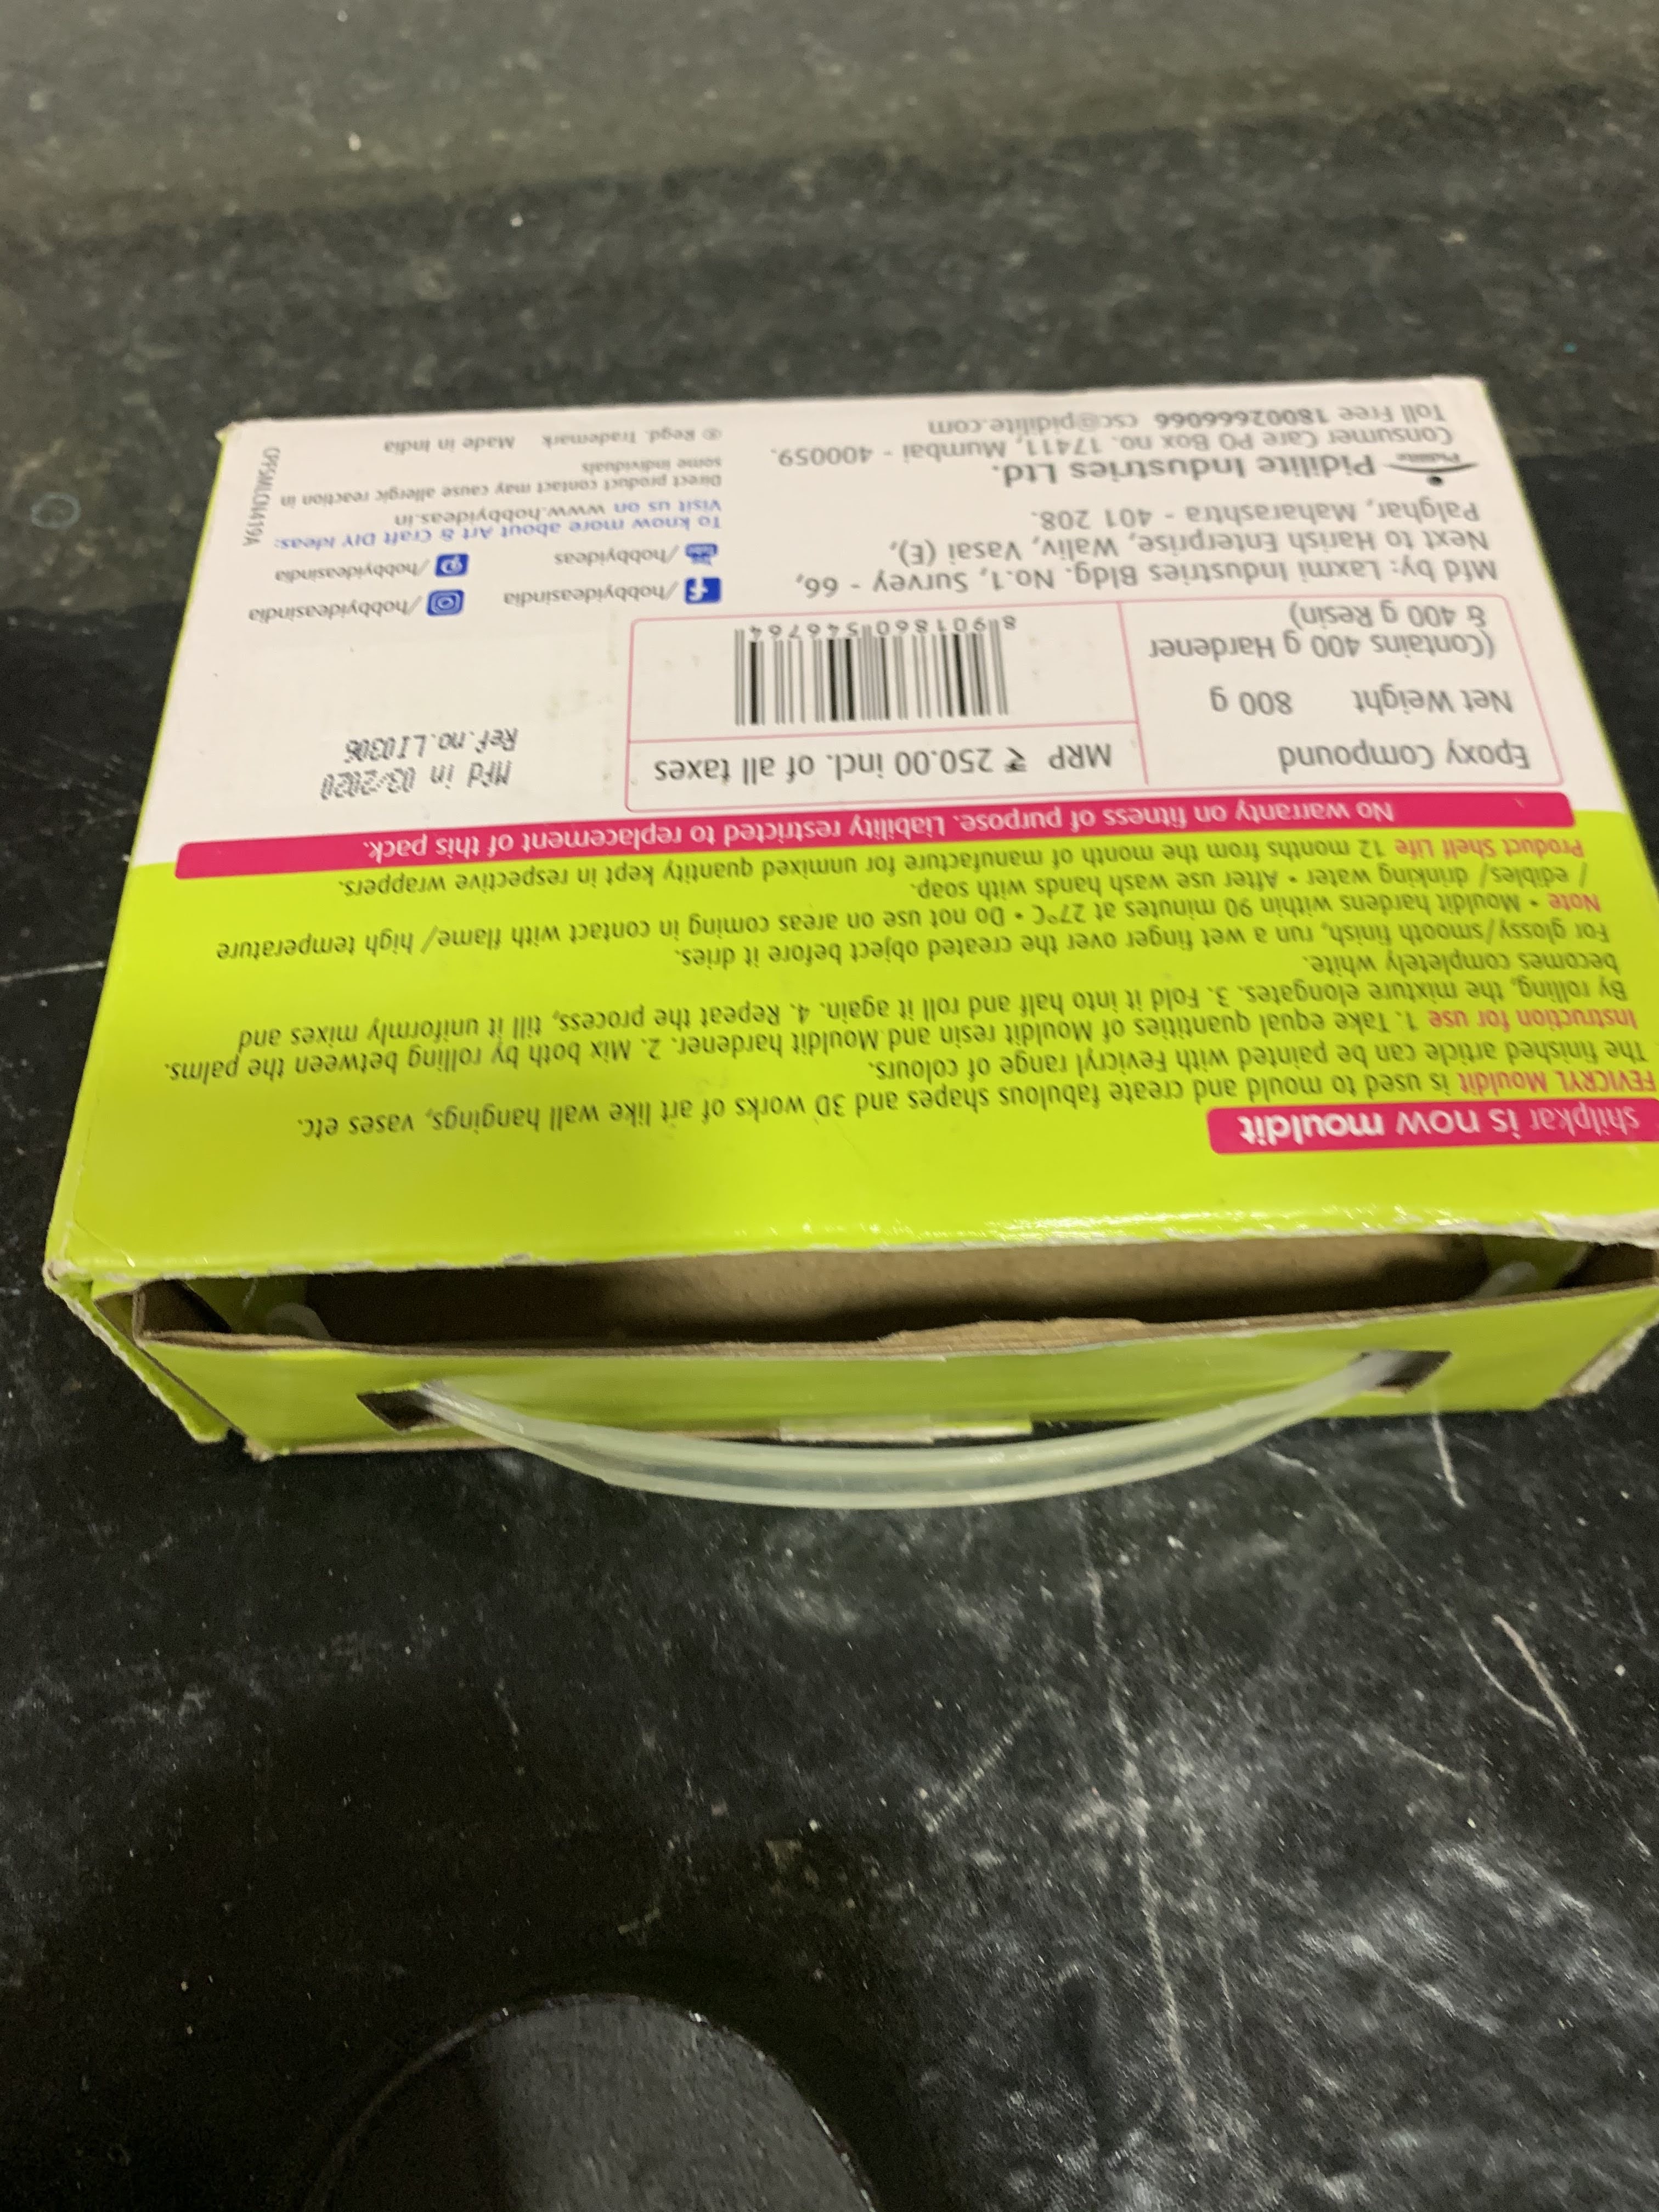 shilpkar is now mouldit
FEVICRYL Mouldit is used to mould and create fabulous shapes and 3D works of art like wall hangings, vases etc.
The finished article can be painted with Fevicryl range of colours.
Instruction for use 1. Take equal quantities of Mouldit resin and Mouldit hardener. 2. Mix both by rolling between the palms.
By rolling, the mixture elongates. 3. Fold it into half and roll it again. 4. Repeat the process, till it uniformly mixes and
becomes completely white.
For glossy/smooth finish, run a wet finger over the created object before it dries.
Note • Mouldit hardens within 90 minutes at 27°C • Do not use on areas coming in contact with flame/ high temperature
/ edibles/ drinking water • After use wash hands with soap.
Product Shelf Life 12 months from the month of manufacture for unmixed quantity kept in respective wrappers.
No warranty on fitness of purpose. Liability restricted to replacement of this pack.
Epoxy Compound
Net Weight 800 g
(Contains 400 g Hardener
& 400 g Resin)
MRP ₹ 250.00 incl. of all taxes
8 901860 546764
Mfd in 03/2020
Ref.no.LI0306
Mfd by: Laxmi Industries Bldg. No.1, Survey - 66,
Next to Harish Enterprise, Waliv, Vasai (E),
Palghar, Maharashtra - 401 208.
Pidilite
Pidilite Industries Ltd.
Consumer Care PO Box no. 17411, Mumbai - 400059.
Toll Free 18002666066 csc@pidilite.com
f /hobbyideasindia
/hobbyideasindia
/hobbyideas
/hobbyideasindia
To know more about Art & Craft DIY Ideas:
Visit us on www.hobbyideas.in
Direct product contact may cause allergic reaction in
some individuals
® Regd. Trademark Made in India